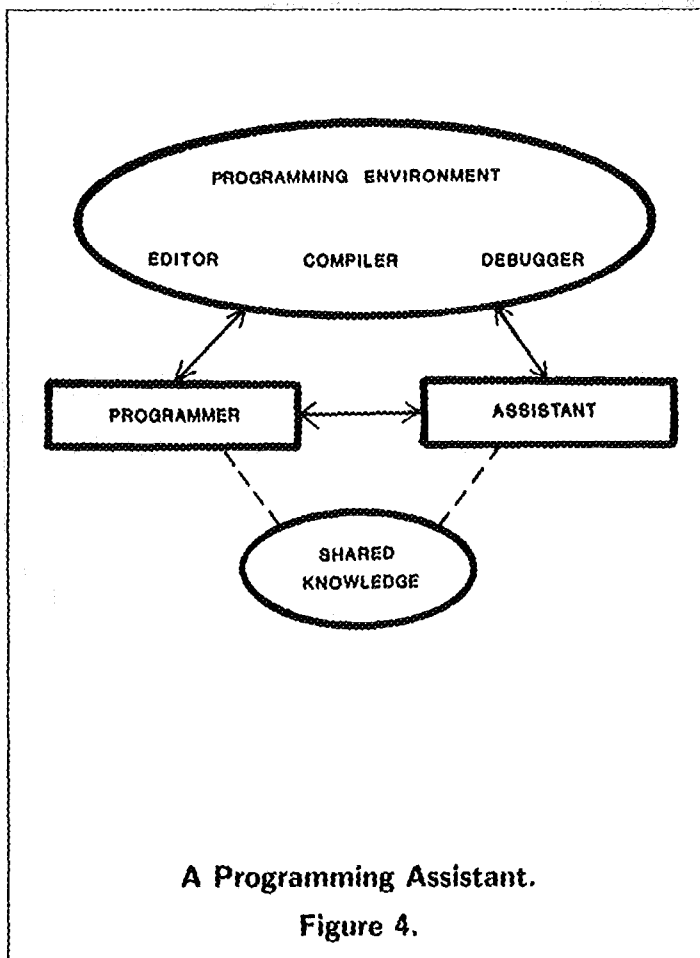 PROGRAMMING ENVIRONMENT
EDITOR COMPILER DEBUGGER
PROGRAMMER
ASSISTANT
SHARED
KNOWLEDGE
A Programming Assistant.
Figure 4.